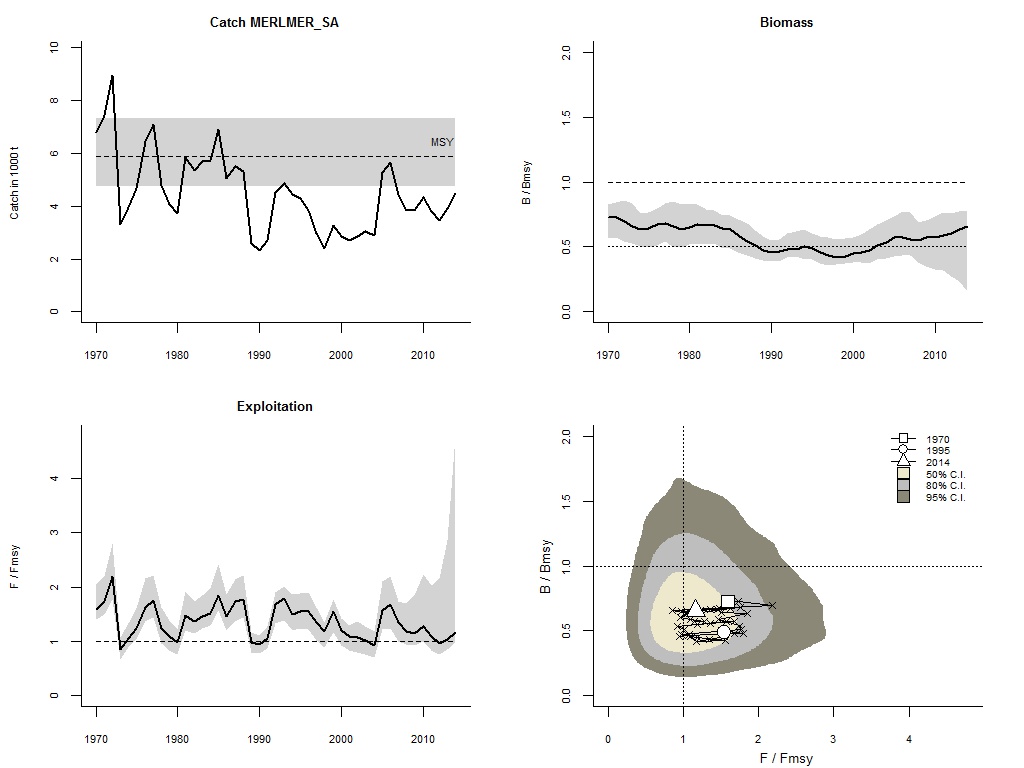 Catch MERLMER_SA
Catch in 1000 t
10
8
6
4
2
0
MSY
1970 1980 1990 2000 2010
Biomass
B / Bmsy
2.0
1.5
1.0
0.5
0.0
1970 1980 1990 2000 2010
Exploitation
F / Fmsy
4
3
2
1
0
1970 1980 1990 2000 2010
B / Bmsy
2.0
1.5
1.0
0.5
0.0
1970
1995
2014
50% C.I.
80% C.I.
95% C.I.
0 1 2 3 4
F / Fmsy